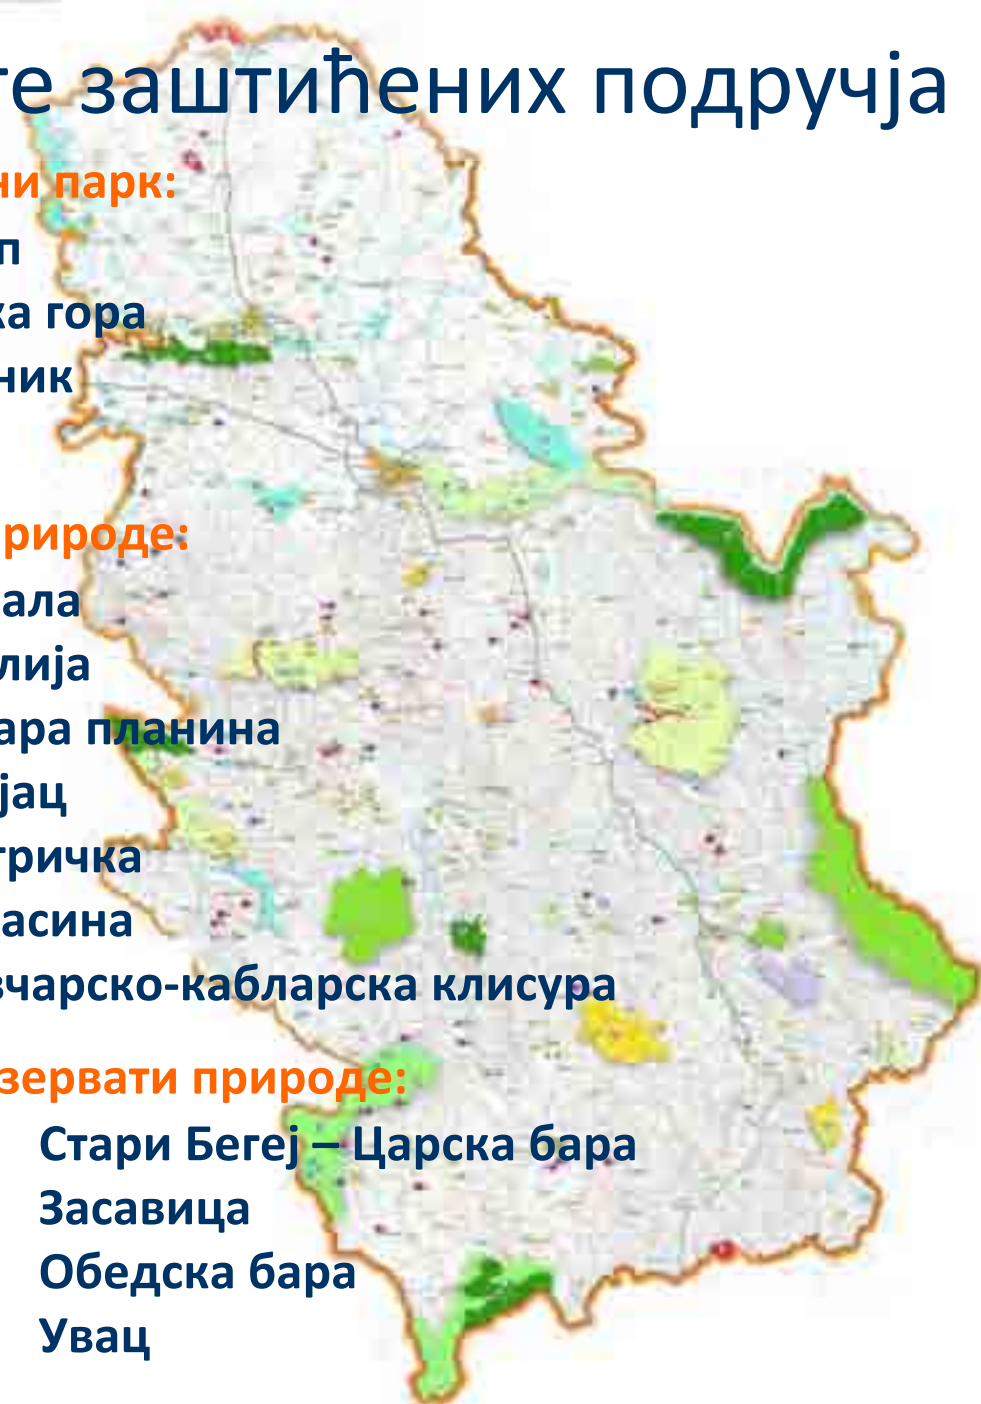 те заштићених подручја
ни парк:
п
ка гора
ник
рироде:
ала
лија
ара планина
јац
тричка
асина
вчарско-кабларска клисура
зервати природе:
Стари Бегеј – Царска бара
Засавица
Обедска бара
Увац